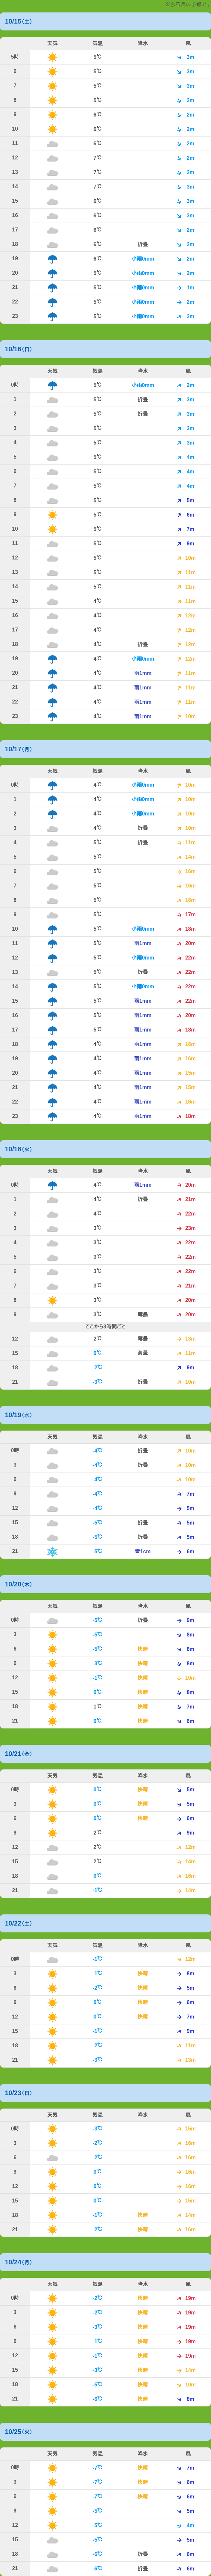 10/15(土)
天気 気温 降水 風
5時 5℃ 3m
6 5℃ 3m
7 5℃ 3m
8 5℃ 2m
9 6℃ 2m
10 6℃ 2m
11 6℃ 2m
12 7℃ 2m
13 7℃ 2m
14 7℃ 3m
15 6℃ 3m
16 6℃ 3m
17 6℃ 2m
18 6℃ 折畳 2m
19 6℃ 小雨0mm 2m
20 5℃ 小雨0mm 2m
21 5℃ 小雨0mm 1m
22 5℃ 小雨0mm 2m
23 5℃ 小雨0mm 2m
10/16(日)
天気 気温 降水 風
0時 5℃ 小雨0mm 2m
1 5℃ 折畳 3m
2 5℃ 折畳 3m
3 5℃ 3m
4 5℃ 3m
5 5℃ 4m
6 5℃ 4m
7 5℃ 4m
8 5℃ 5m
9 5℃ 6m
10 5℃ 7m
11 5℃ 9m
12 5℃ 10m
13 5℃ 11m
14 5℃ 11m
15 4℃ 11m
16 4℃ 12m
17 4℃ 12m
18 4℃ 折畳 12m
19 4℃ 小雨0mm 12m
20 4℃ 雨1mm 11m
21 4℃ 雨1mm 11m
22 4℃ 雨1mm 11m
23 4℃ 雨1mm 10m
10/17(月)
天気 気温 降水 風
0時 4℃ 小雨0mm 10m
1 4℃ 小雨0mm 10m
2 4℃ 小雨0mm 10m
3 4℃ 折畳 10m
4 5℃ 折畳 11m
5 5℃ 14m
6 5℃ 16m
7 5℃ 16m
8 5℃ 16m
9 5℃ 17m
10 5℃ 小雨0mm 18m
11 5℃ 雨1mm 20m
12 5℃ 小雨0mm 22m
13 5℃ 折畳 22m
14 5℃ 小雨0mm 22m
15 5℃ 雨1mm 22m
16 5℃ 雨1mm 20m
17 4℃ 雨1mm 18m
18 4℃ 雨1mm 16m
19 4℃ 雨1mm 16m
20 4℃ 雨1mm 15m
21 4℃ 雨1mm 15m
22 4℃ 雨1mm 16m
23 4℃ 雨1mm 18m
10/18(火)
天気 気温 降水 風
0時 4℃ 雨1mm 20m
1 4℃ 折畳 21m
2 4℃ 22m
3 3℃ 23m
4 3℃ 22m
5 3℃ 22m
6 3℃ 22m
7 3℃ 21m
8 3℃ 20m
9 3℃ 薄曇 20m
ここから3時間ごと
12 2℃ 薄曇 13m
15 0℃ 薄曇 11m
18 -2℃ 9m
21 -3℃ 折畳 10m
10/19(水)
天気 気温 降水 風
0時 -4℃ 折畳 10m
3 -4℃ 折畳 10m
6 -4℃ 10m
9 -4℃ 7m
12 -4℃ 5m
15 -5℃ 折畳 5m
18 -5℃ 折畳 5m
21 -5℃ 雪1cm 6m
10/20(木)
天気 気温 降水 風
0時 -5℃ 折畳 9m
3 -5℃ 8m
6 -5℃ 快晴 8m
9 -3℃ 快晴 8m
12 -1℃ 快晴 10m
15 0℃ 快晴 8m
18 1℃ 快晴 7m
21 0℃ 快晴 6m
10/21(金)
天気 気温 降水 風
0時 0℃ 快晴 5m
3 0℃ 快晴 5m
6 0℃ 快晴 6m
9 2℃ 9m
12 2℃ 12m
15 2℃ 14m
18 0℃ 16m
21 -1℃ 14m
10/22(土)
天気 気温 降水 風
0時 -1℃ 12m
3 -1℃ 快晴 8m
6 -2℃ 快晴 5m
9 0℃ 快晴 6m
12 0℃ 快晴 7m
15 -1℃ 9m
18 -2℃ 11m
21 -3℃ 13m
10/23(日)
天気 気温 降水 風
0時 -3℃ 15m
3 -2℃ 16m
6 -2℃ 16m
9 0℃ 16m
12 0℃ 16m
15 0℃ 15m
18 -1℃ 快晴 14m
21 -2℃ 快晴 16m
10/24(月)
天気 気温 降水 風
0時 -2℃ 快晴 19m
3 -2℃ 快晴 19m
6 -3℃ 快晴 19m
9 -1℃ 快晴 19m
12 -1℃ 快晴 19m
15 -3℃ 快晴 14m
18 -5℃ 快晴 10m
21 -6℃ 快晴 8m
10/25(火)
天気 気温 降水 風
0時 -7℃ 快晴 7m
3 -7℃ 快晴 6m
6 -7℃ 快晴 6m
9 -5℃ 5m
12 -5℃ 4m
15 -5℃ 5m
18 -6℃ 折畳 6m
21 -6℃ 折畳 6m